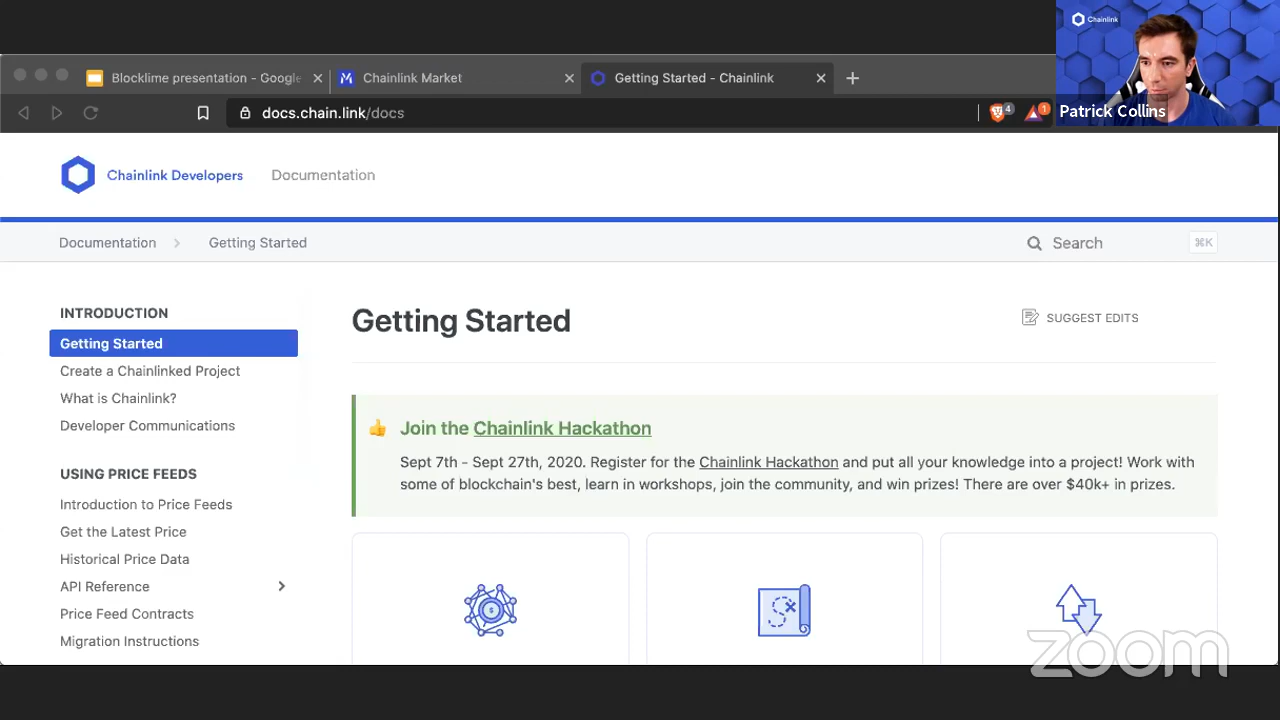 Blocklime presentation - Google
Chainlink Market
Getting Started - Chainlink
Chainlink
Patrick Collins
docs.chain.link/docs
4
1
Chainlink Developers
Documentation
Documentation
Getting Started
Search
⌘K
INTRODUCTION
Getting Started
Create a Chainlinked Project
What is Chainlink?
Developer Communications
USING PRICE FEEDS
Introduction to Price Feeds
Get the Latest Price
Historical Price Data
API Reference
Price Feed Contracts
Migration Instructions
Getting Started
SUGGEST EDITS
Join the Chainlink Hackathon
Sept 7th - Sept 27th, 2020. Register for the Chainlink Hackathon and put all your knowledge into a project! Work with
some of blockchain's best, learn in workshops, join the community, and win prizes! There are over $40k+ in prizes.
zoom